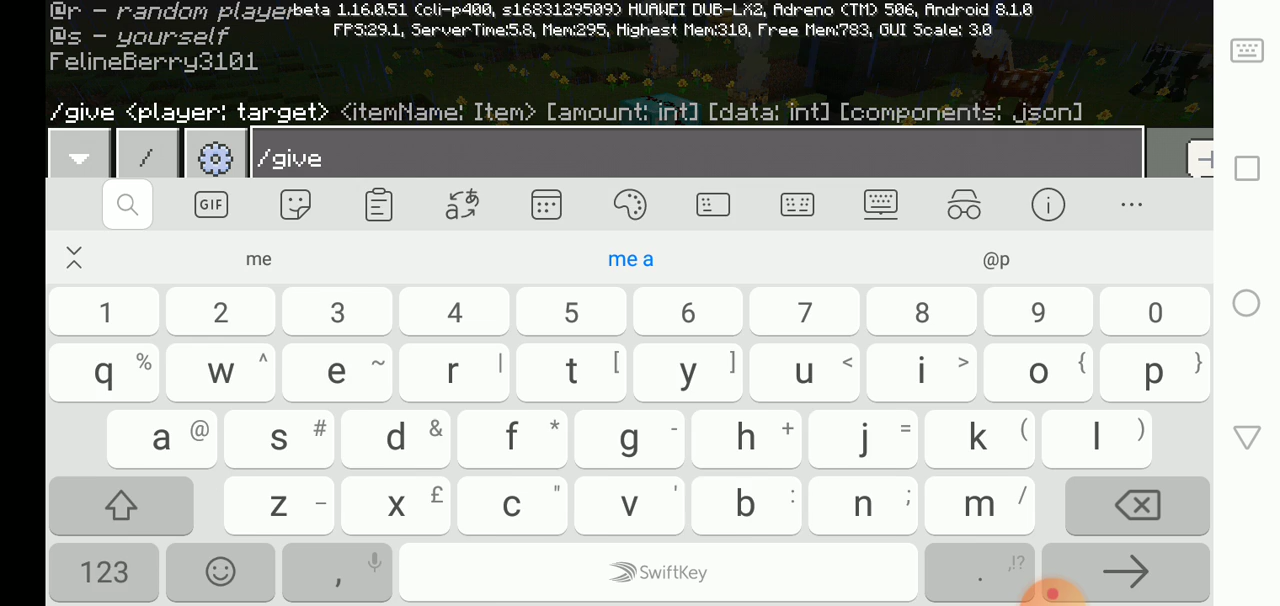 @r - random player
beta 1.16.0.51 (cli-p400, s1683129509) HUAWEI DUB-LX2, Adreno (TM) 506, Android 8.1.0
@s - yourself
FPS:29.1, ServerTime:5.8, Mem:295, Highest Mem:310, Free Mem:783, GUI Scale: 3.0
FelineBerry3101
/give <player: target> <itemName: Item> [amount: int] [data: int] [components: json]
/ /give
GIF あ a
me me a @p
1 2 3 4 5 6 7 8 9 0
q % w ^ e ~ r | t [ y ] u < i > o { p }
a @ s # d & f * g - h + j = k ( l )
z _ x £ c " v ' b : n ; m /
123 , SwiftKey . ,!?